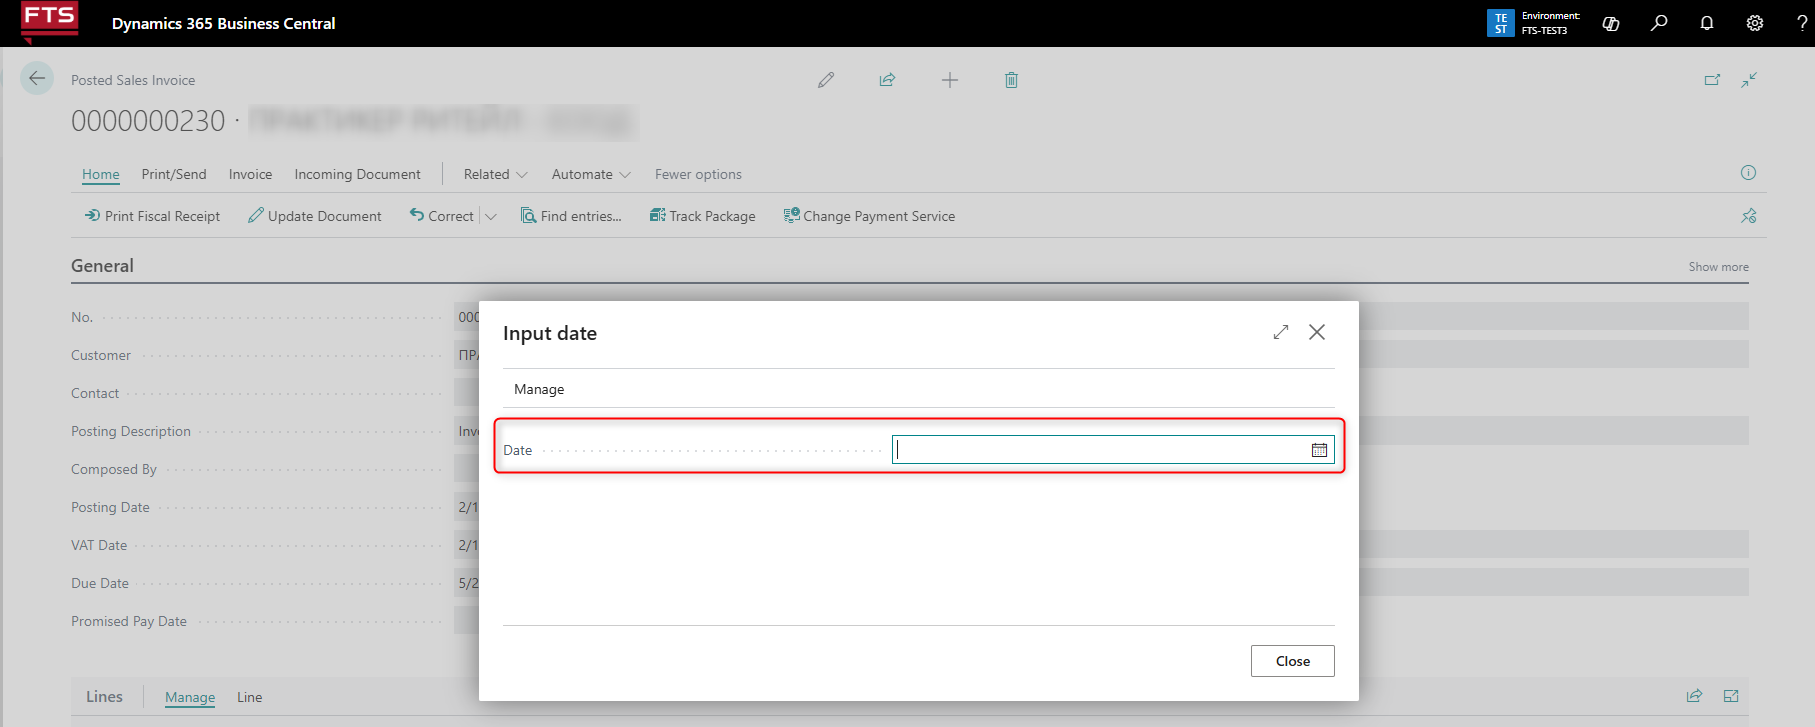 FTS
Dynamics 365 Business Central
TE
ST
Environment:
FTS-TEST3
Posted Sales Invoice
0000000230 ·
Home Print/Send Invoice Incoming Document Related Automate Fewer options
Print Fiscal Receipt Update Document Correct Find entries... Track Package Change Payment Service
General
Show more
No.
000
Customer
ПР
Contact
Posting Description
Inv
Composed By
Posting Date
2/1
VAT Date
2/1
Due Date
5/2
Promised Pay Date
Input date
Manage
Date
Close
Lines Manage Line